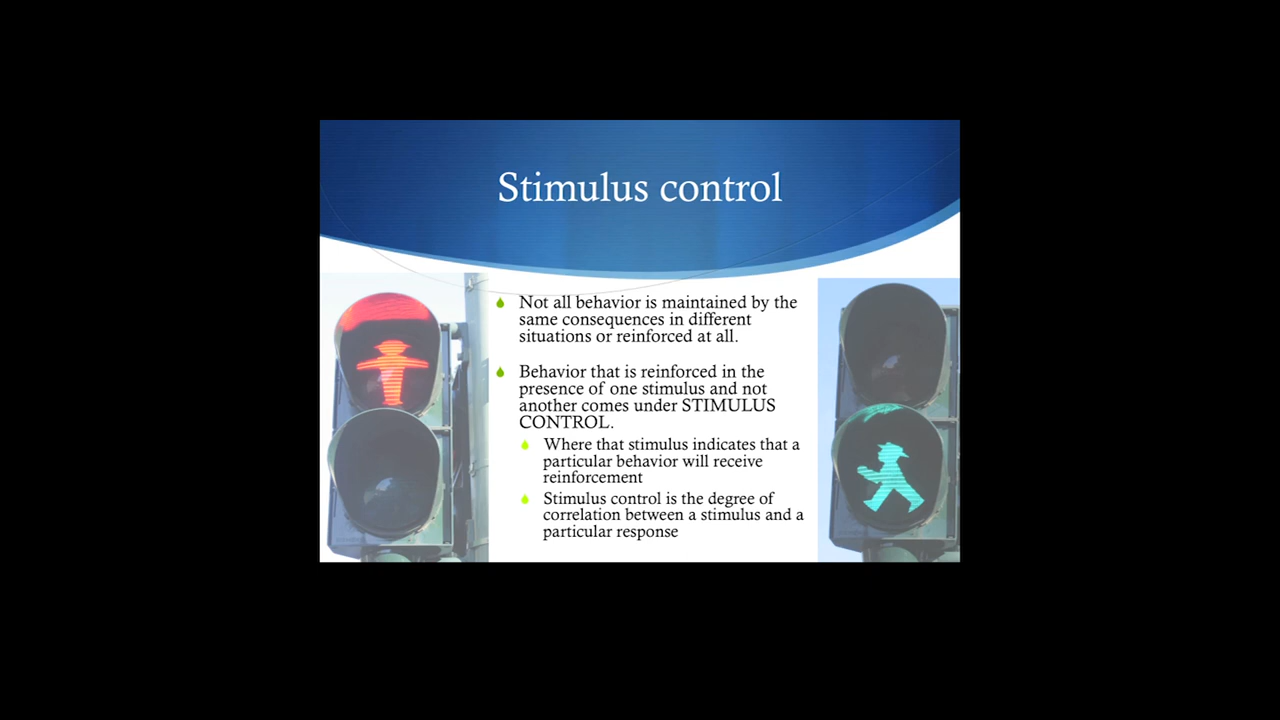 Stimulus control
Not all behavior is maintained by the
same consequences in different
situations or reinforced at all.
Behavior that is reinforced in the
presence of one stimulus and not
another comes under STIMULUS
CONTROL.
Where that stimulus indicates that a
particular behavior will receive
reinforcement
Stimulus control is the degree of
correlation between a stimulus and a
particular response